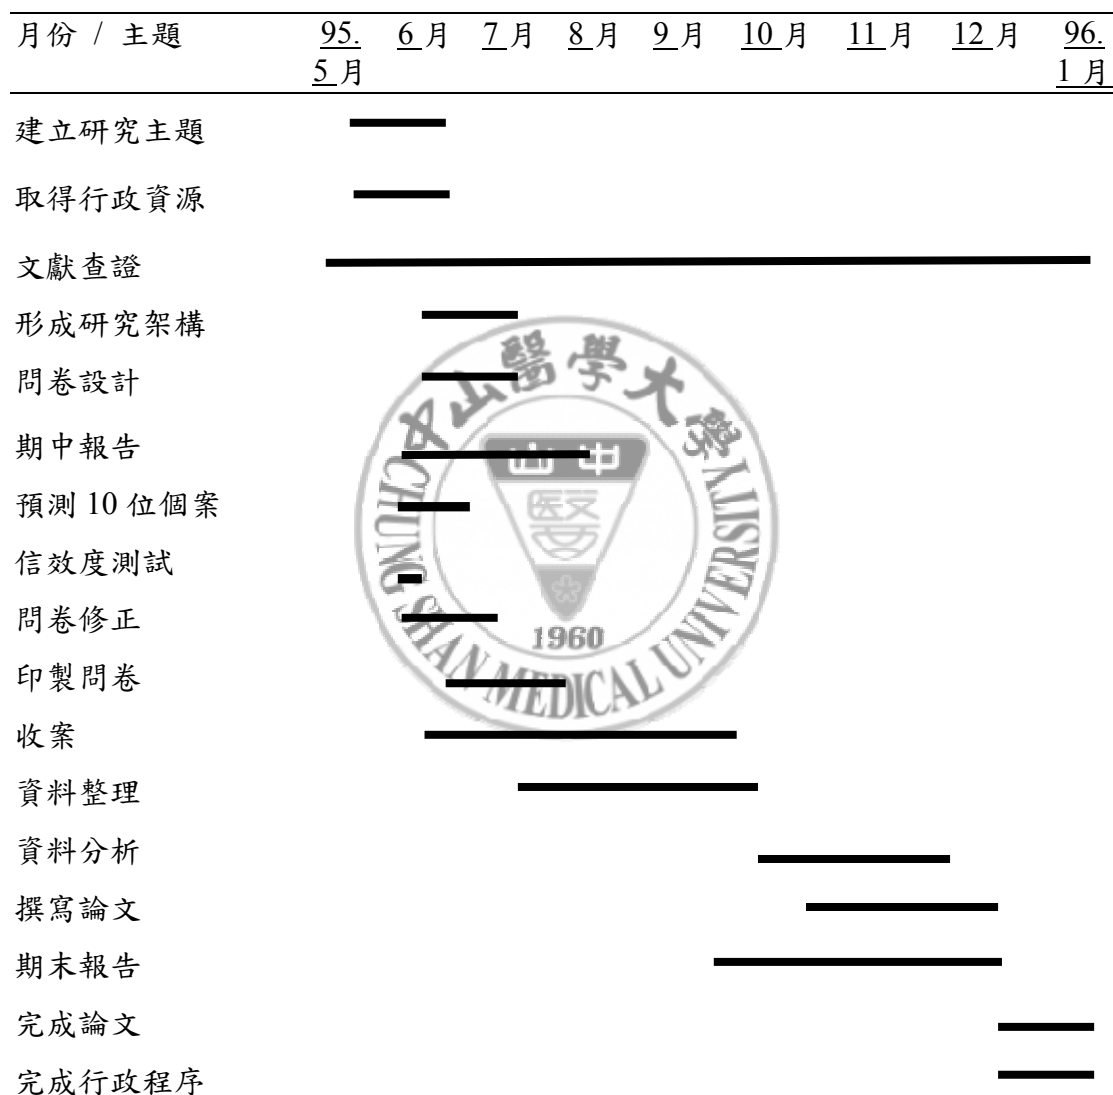 月份 / 主題 95. 6月 7月 8月 9月 10月 11月 12月 96.
5月 1月
建立研究主題
取得行政資源
文獻查證
形成研究架構
問卷設計
期中報告
預測10位個案
信效度測試
問卷修正
印製問卷
收案
資料整理
資料分析
撰寫論文
期末報告
完成論文
完成行政程序
中山醫學大學
CHUNG SHAN MEDICAL UNIVERSITY
山中
醫
1960